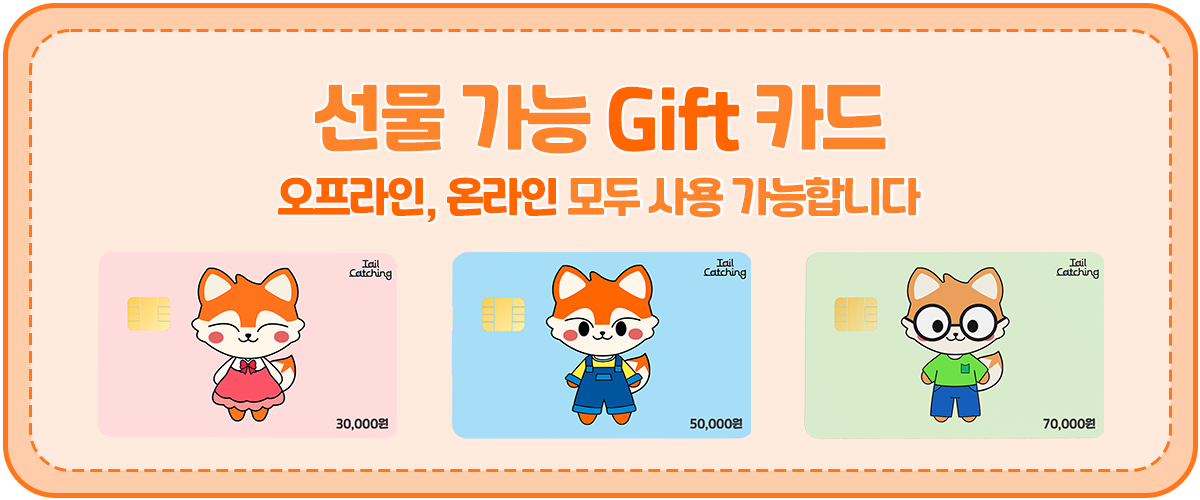 선물 가능 Gift 카드
오프라인, 온라인 모두 사용 가능합니다
Tail
Catching
30,000원
Tail
Catching
50,000원
Tail
Catching
70,000원